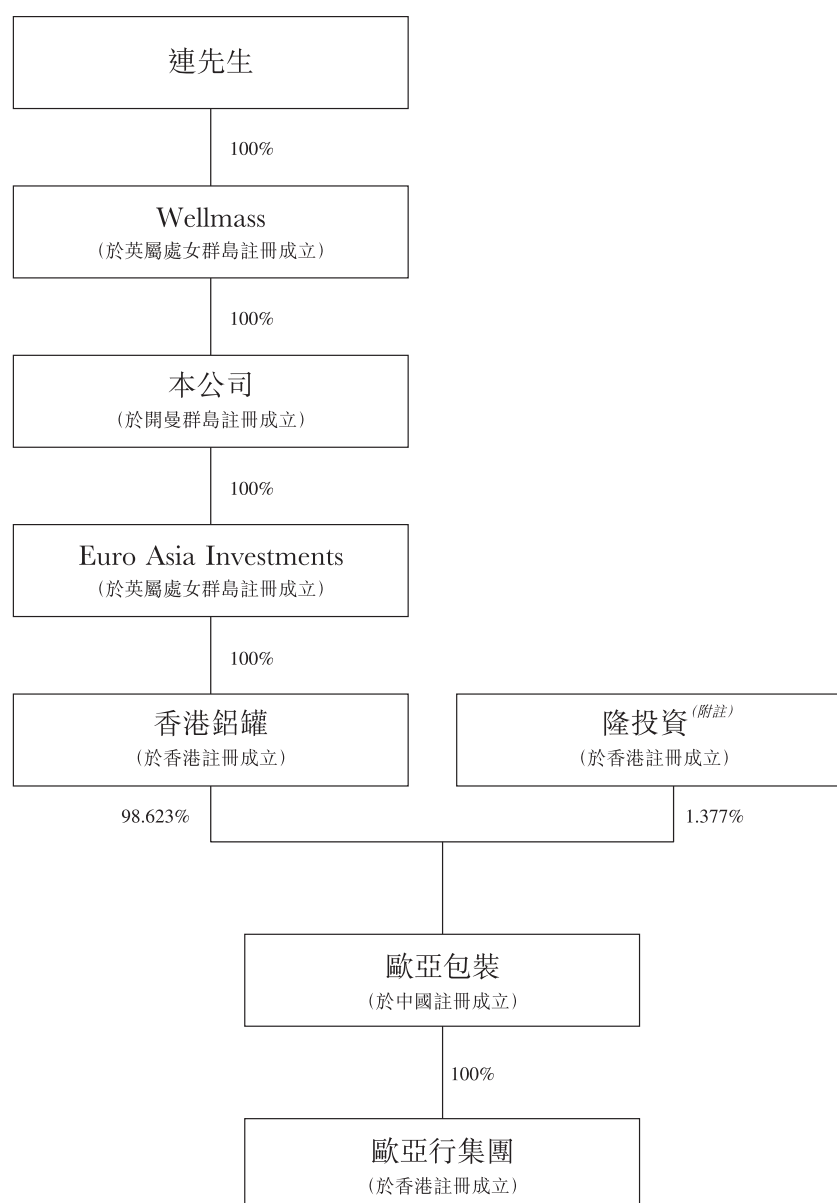 連先生
100%
Wellmass
（於英屬處女群島註冊成立）
100%
本公司
（於開曼群島註冊成立）
100%
Euro Asia Investments
（於英屬處女群島註冊成立）
100%
香港鋁罐
（於香港註冊成立）
隆投資（附註）
（於香港註冊成立）
98.623%
1.377%
歐亞包裝
（於中國註冊成立）
100%
歐亞行集團
（於香港註冊成立）